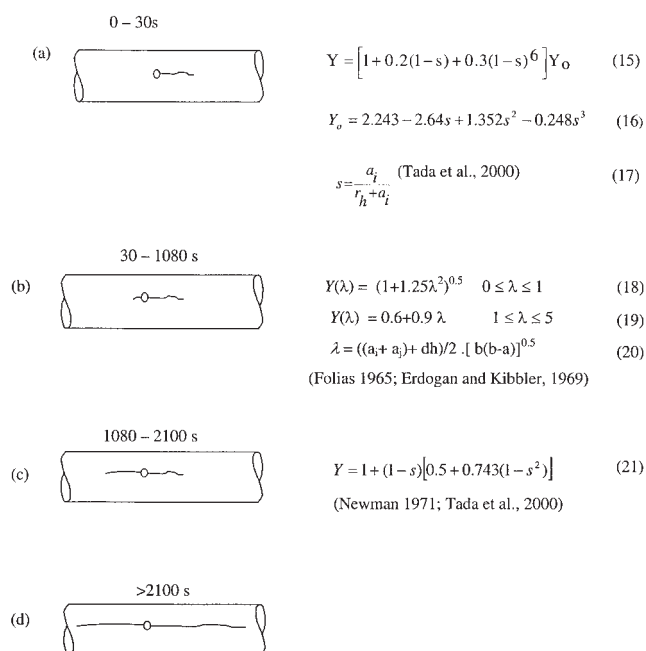 0 – 30s
(a)
Y = [1+ 0.2(1–s) + 0.3(1–s)^6]Y_o (15)
Y_o = 2.243 – 2.64s + 1.352s^2 – 0.248s^3 (16)
s = a_i / (r_h + a_i) (Tada et al., 2000) (17)
30 – 1080 s
(b)
Y(λ) = (1+1.25λ^2)^0.5 0 ≤ λ ≤ 1 (18)
Y(λ) = 0.6+0.9 λ 1 ≤ λ ≤ 5 (19)
λ = ((a_i+ a_j)+ dh)/2 .[ b(b-a)]^0.5 (20)
(Folias 1965; Erdogan and Kibbler, 1969)
1080 – 2100 s
(c)
Y = 1 + (1–s)[0.5 + 0.743(1–s^2)] (21)
(Newman 1971; Tada et al., 2000)
>2100 s
(d)